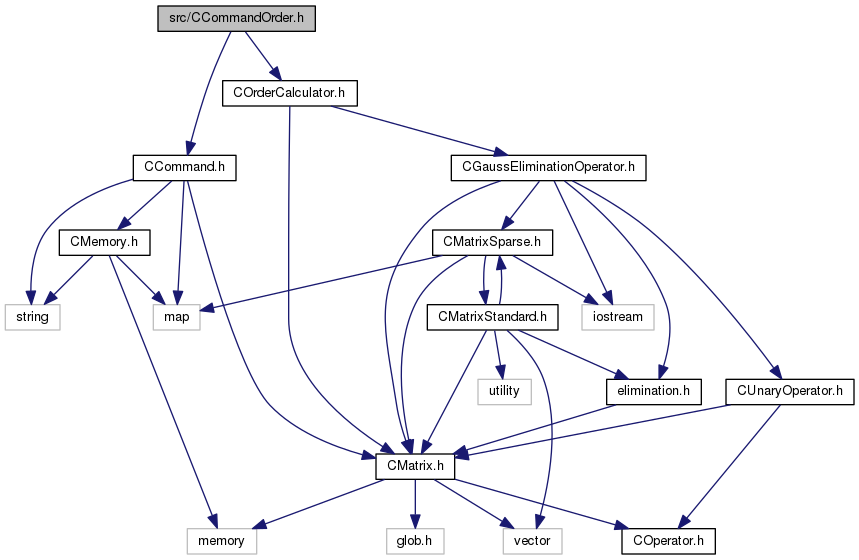 src/CCommandOrder.h
COrderCalculator.h
CCommand.h
CGaussEliminationOperator.h
CMemory.h
CMatrixSparse.h
string
map
CMatrixStandard.h
iostream
utility
elimination.h
CUnaryOperator.h
CMatrix.h
memory
glob.h
vector
COperator.h